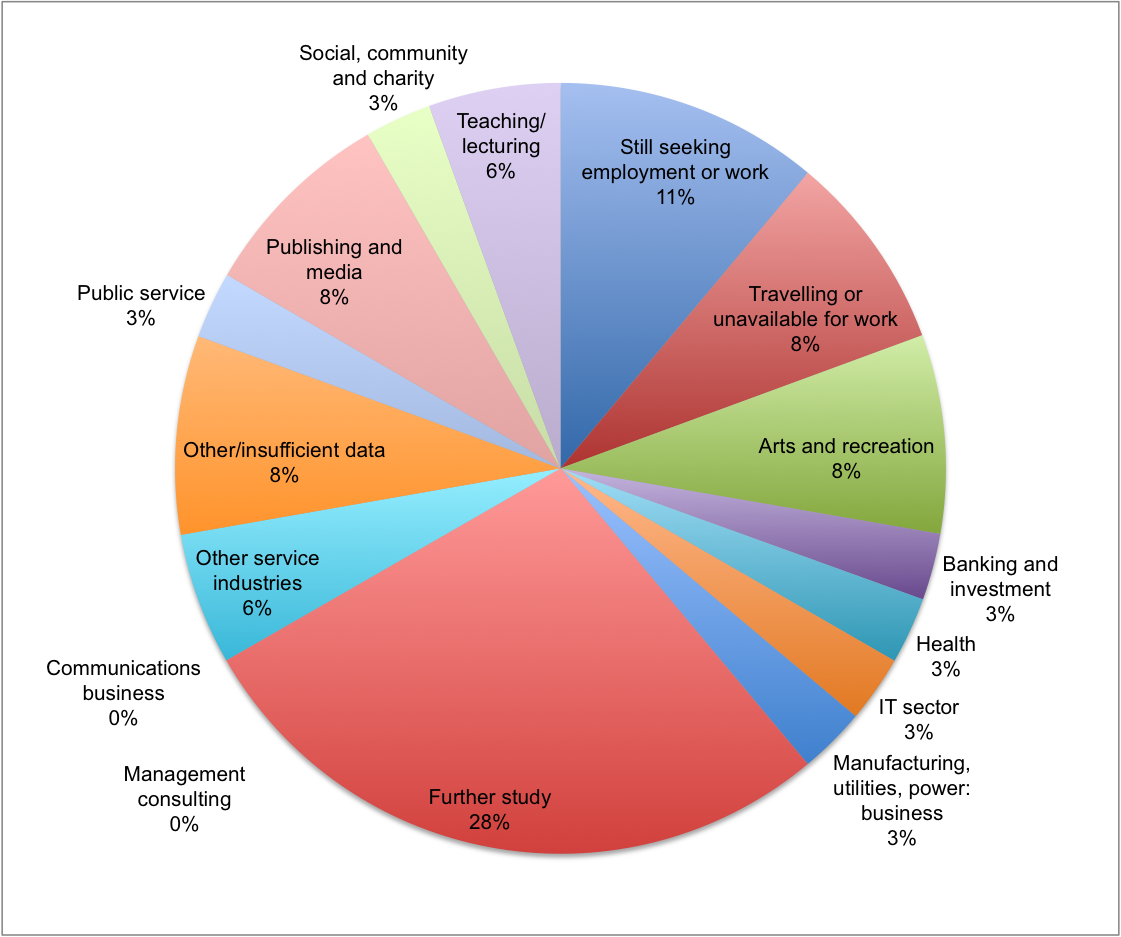 Social, community
and charity
3%
Teaching/
lecturing
6%
Still seeking
employment or work
11%
Publishing and
media
8%
Travelling or
unavailable for work
8%
Public service
3%
Other/insufficient data
8%
Arts and recreation
8%
Other service
industries
6%
Banking and
investment
3%
Health
3%
Communications
business
0%
IT sector
3%
Management
consulting
0%
Manufacturing,
utilities, power:
business
3%
Further study
28%